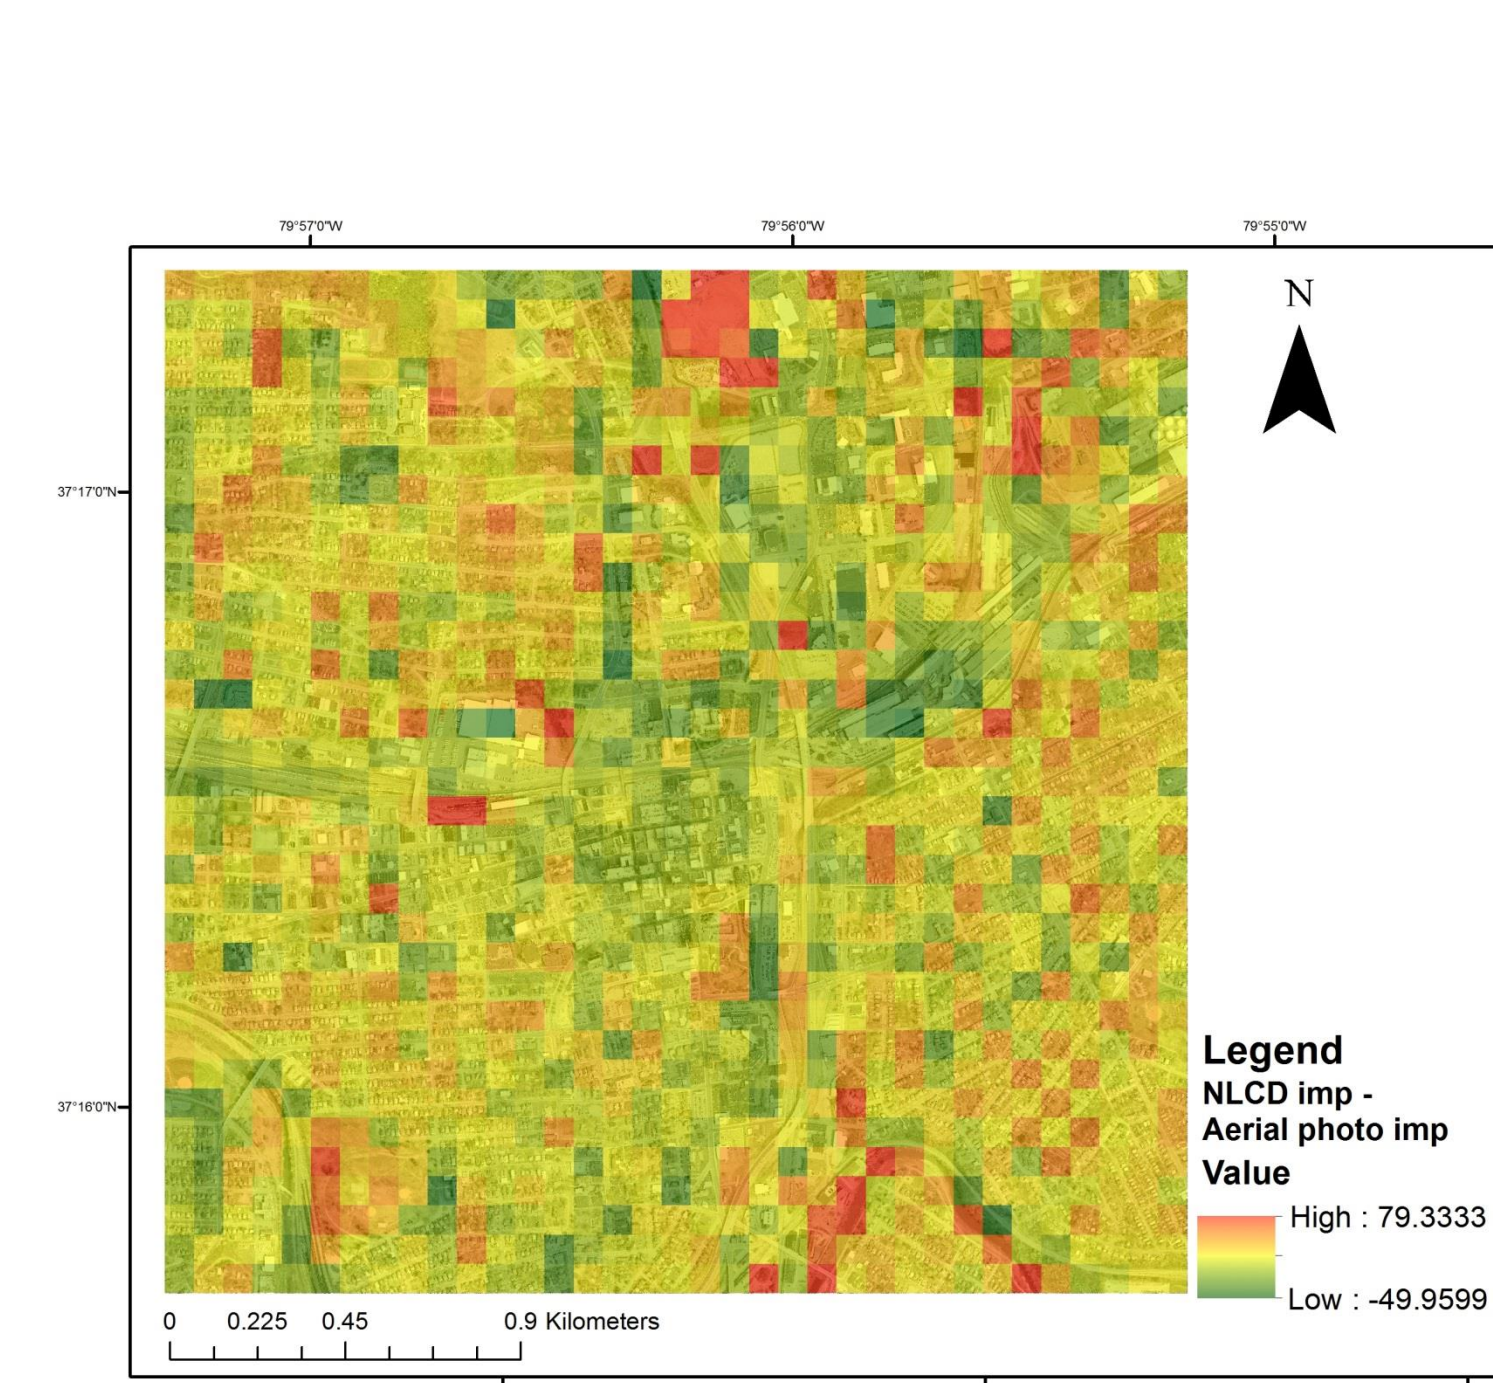 79°57'0"W 79°56'0"W 79°55'0"W
N
37°17'0"N
37°16'0"N
Legend
NLCD imp -
Aerial photo imp
Value
High : 79.3333
Low : -49.9599
0 0.225 0.45 0.9 Kilometers